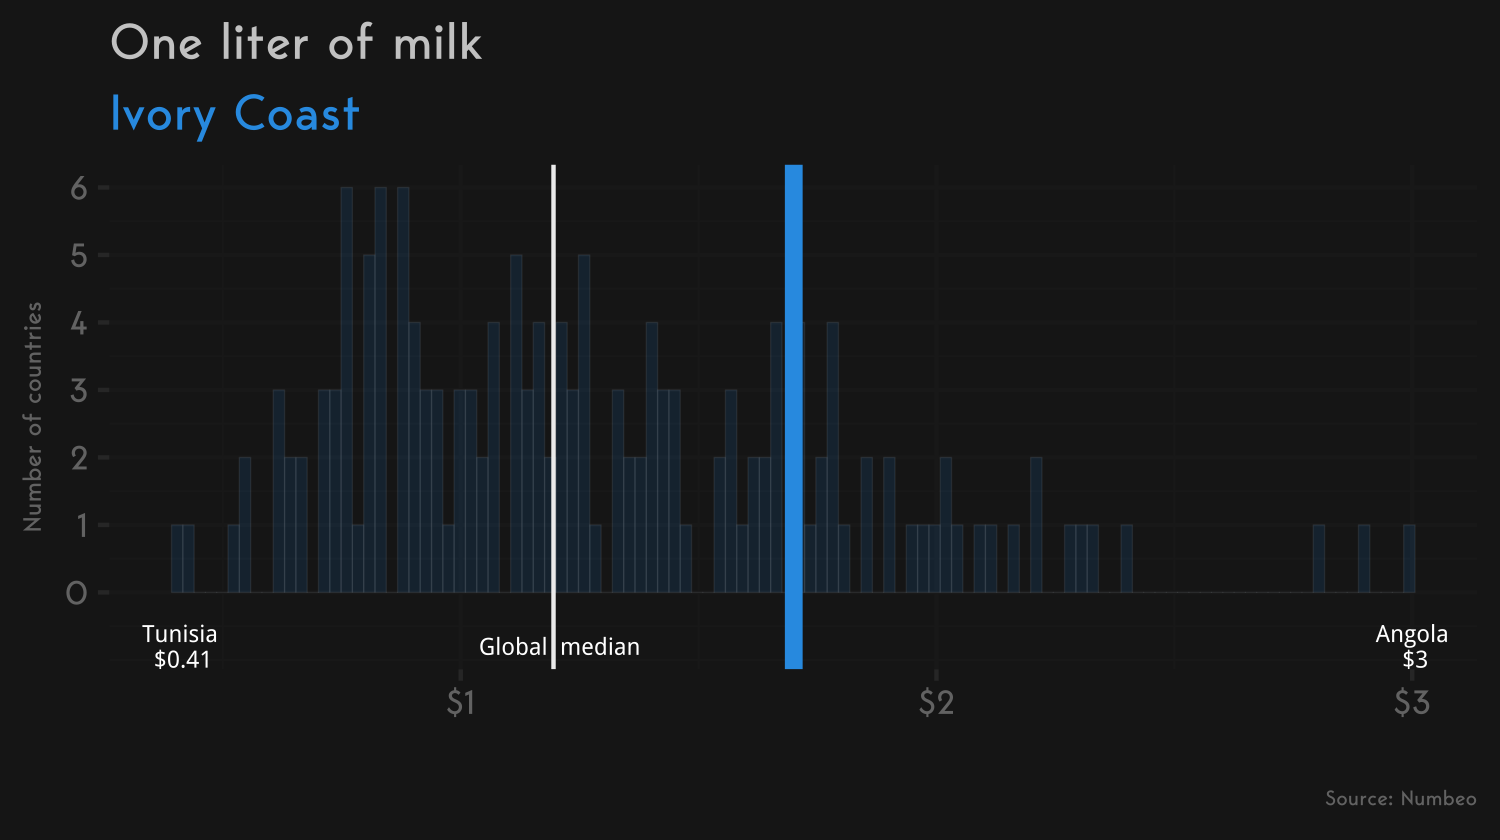 One liter of milk
Ivory Coast
Number of countries
6
5
4
3
2
1
0
Tunisia
$0.41
Global median
Angola
$3
$1 $2 $3
Source: Numbeo